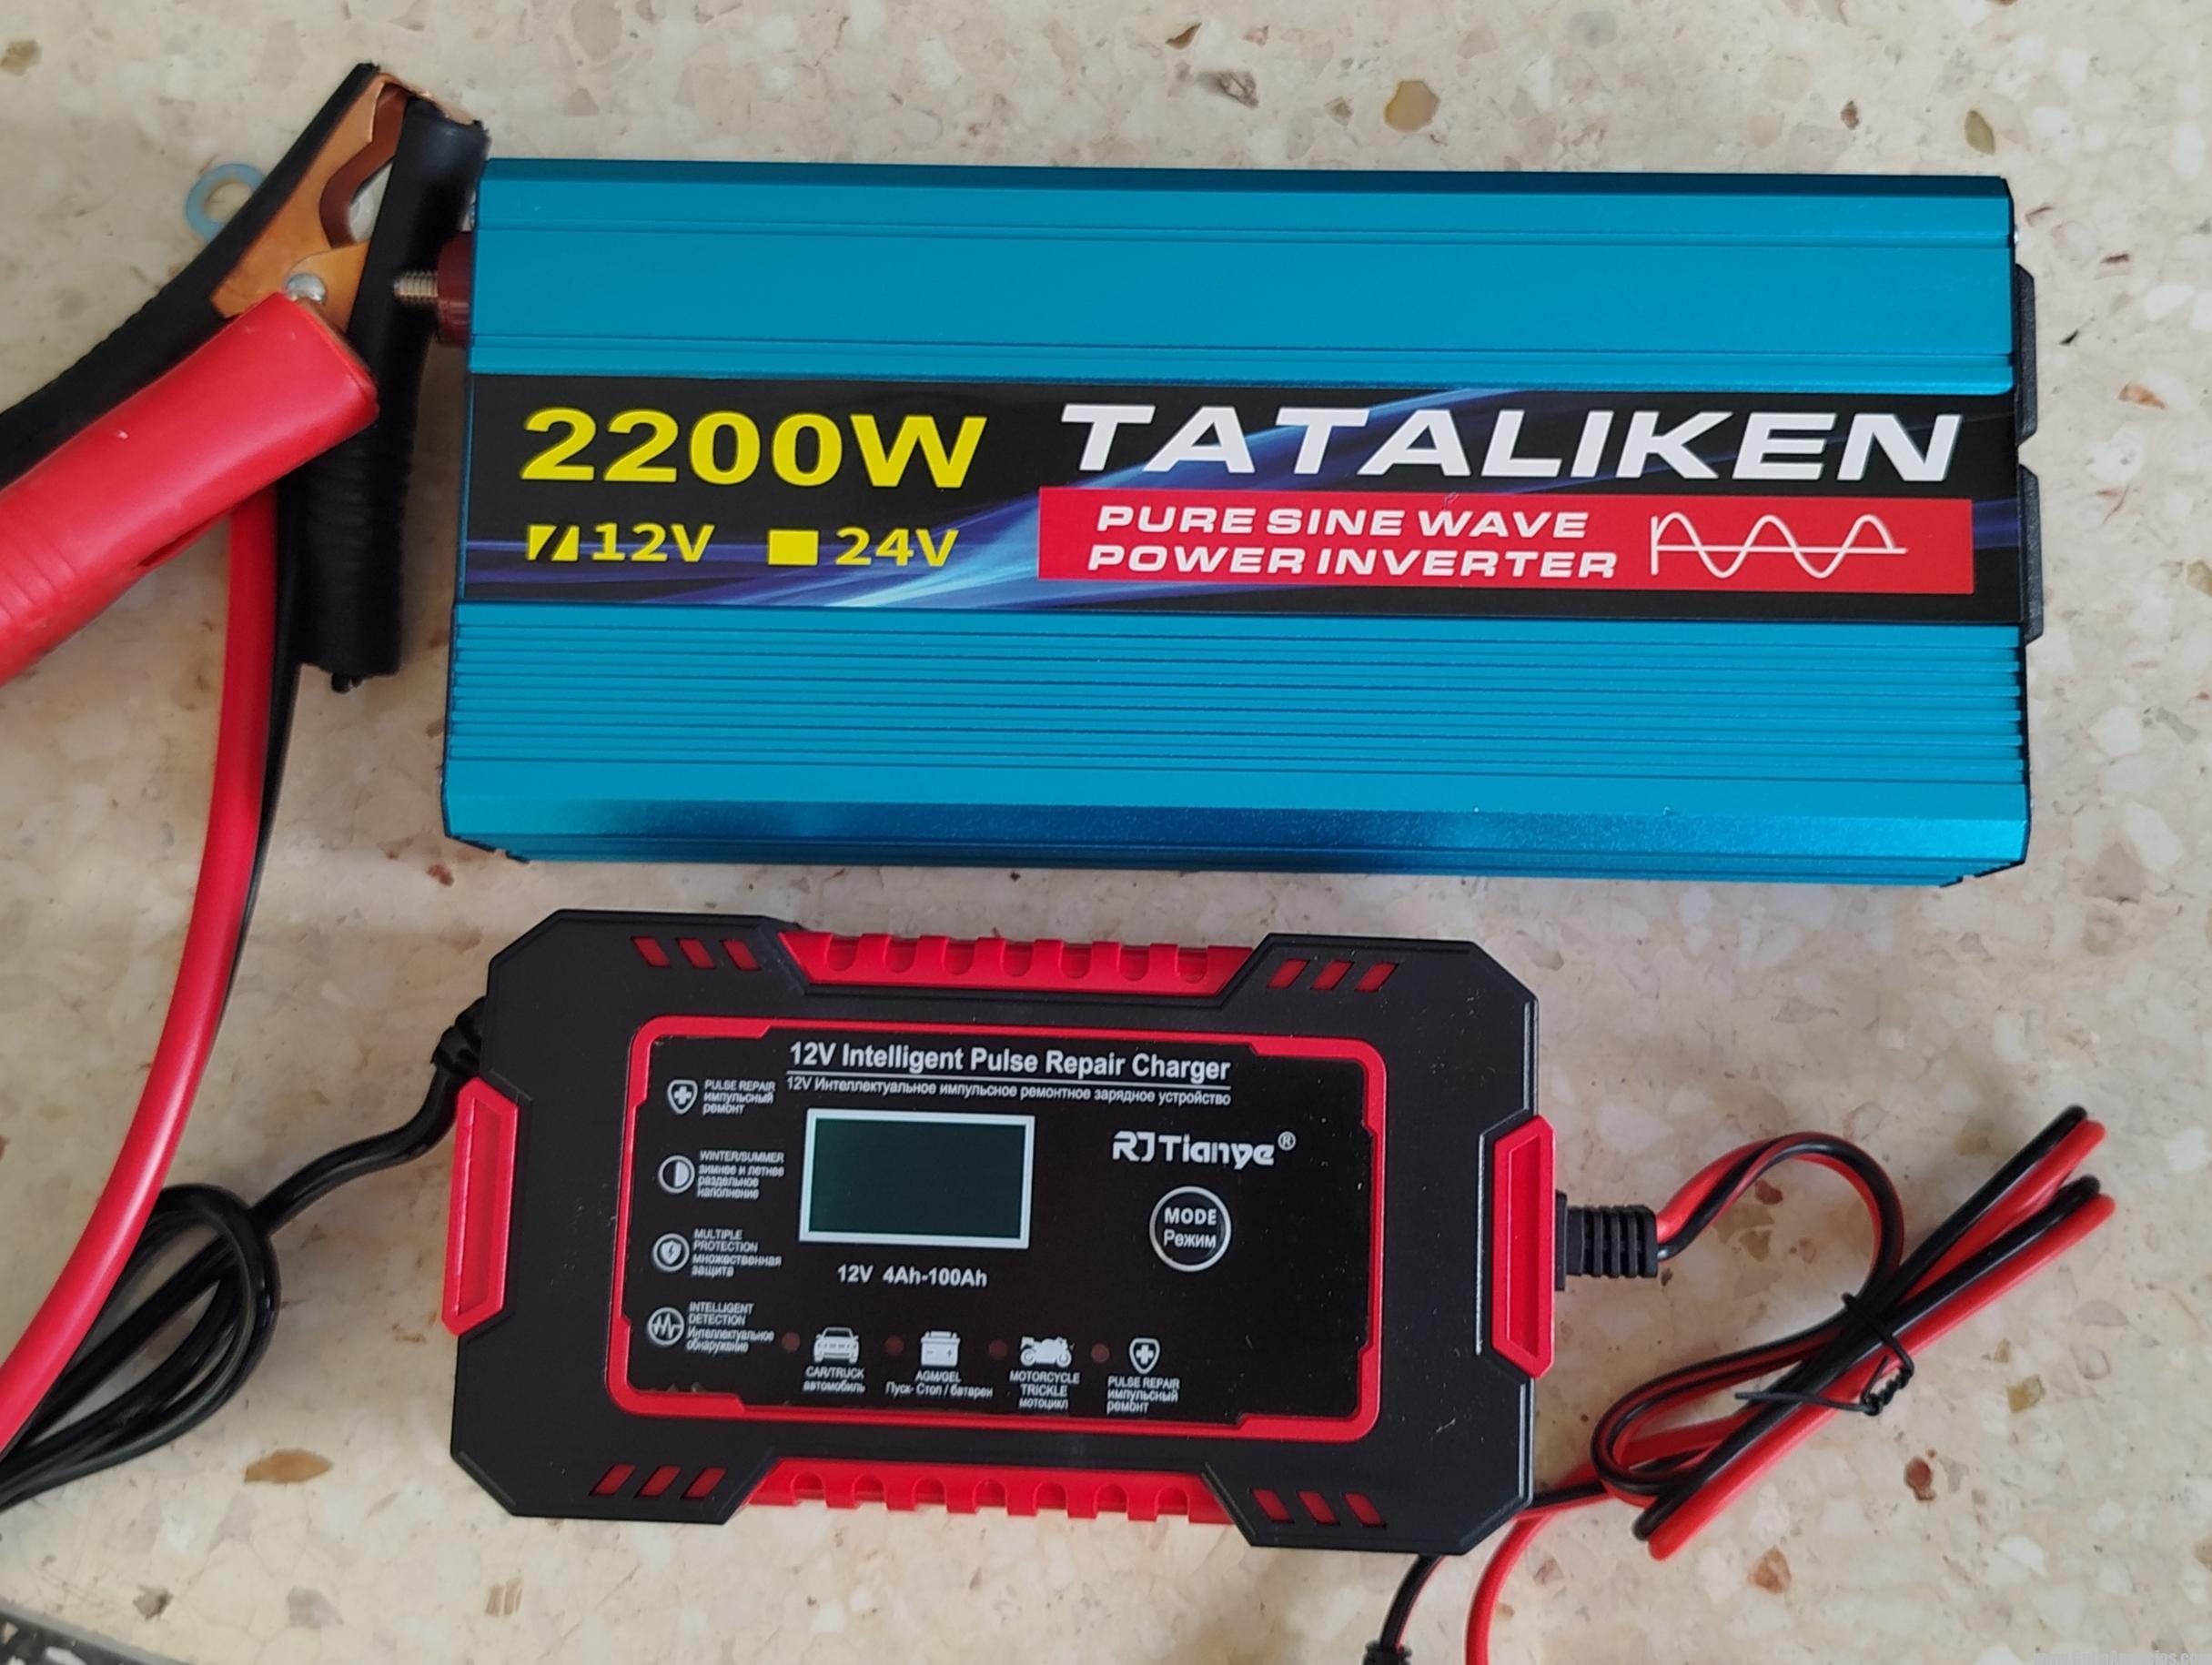 2200W
TATALIKEN
12V 24V
PURE SINE WAVE
POWER INVERTER
12V Intelligent Pulse Repair Charger
12V Интеллектуальное импульсное ремонтное зарядное устройство
PULSE REPAIR
импульсный
ремонт
WINTER/SUMMER
зимнее и летнее
раздельное
наполнение
MULTIPLE
PROTECTION
множественная
защита
INTELLIGENT
DETECTION
Интеллектуальное
обнаружение
RJTianye®
MODE
Режим
12V 4Ah-100Ah
CAR/TRUCK
автомобиль
AGM/GEL
Пуск- Стоп / батареи
MOTORCYCLE
TRICKLE
мотоцикл
PULSE REPAIR
импульсный
ремонт